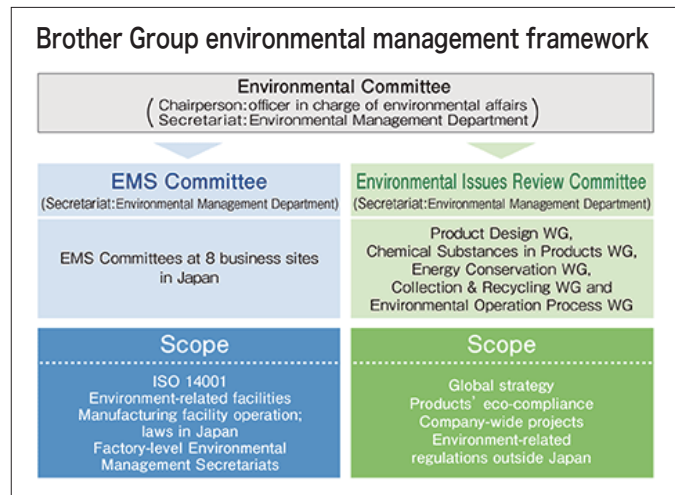 Brother Group environmental management framework
Environmental Committee
(Chairperson:officer in charge of environmental affairs
Secretariat:Environmental Management Department)
EMS Committee
(Secretariat:Environmental Management Department)
EMS Committees at 8 business sites
in Japan
Scope
ISO 14001
Environment-related facilities
Manufacturing facility operation;
laws in Japan
Factory-level Environmental
Management Secretariats
Environmental Issues Review Committee
(Secretariat:Environmental Management Department)
Product Design WG,
Chemical Substances in Products WG,
Energy Conservation WG,
Collection & Recycling WG and
Environmental Operation Process WG
Scope
Global strategy
Products' eco-compliance
Company-wide projects
Environment-related
regulations outside Japan